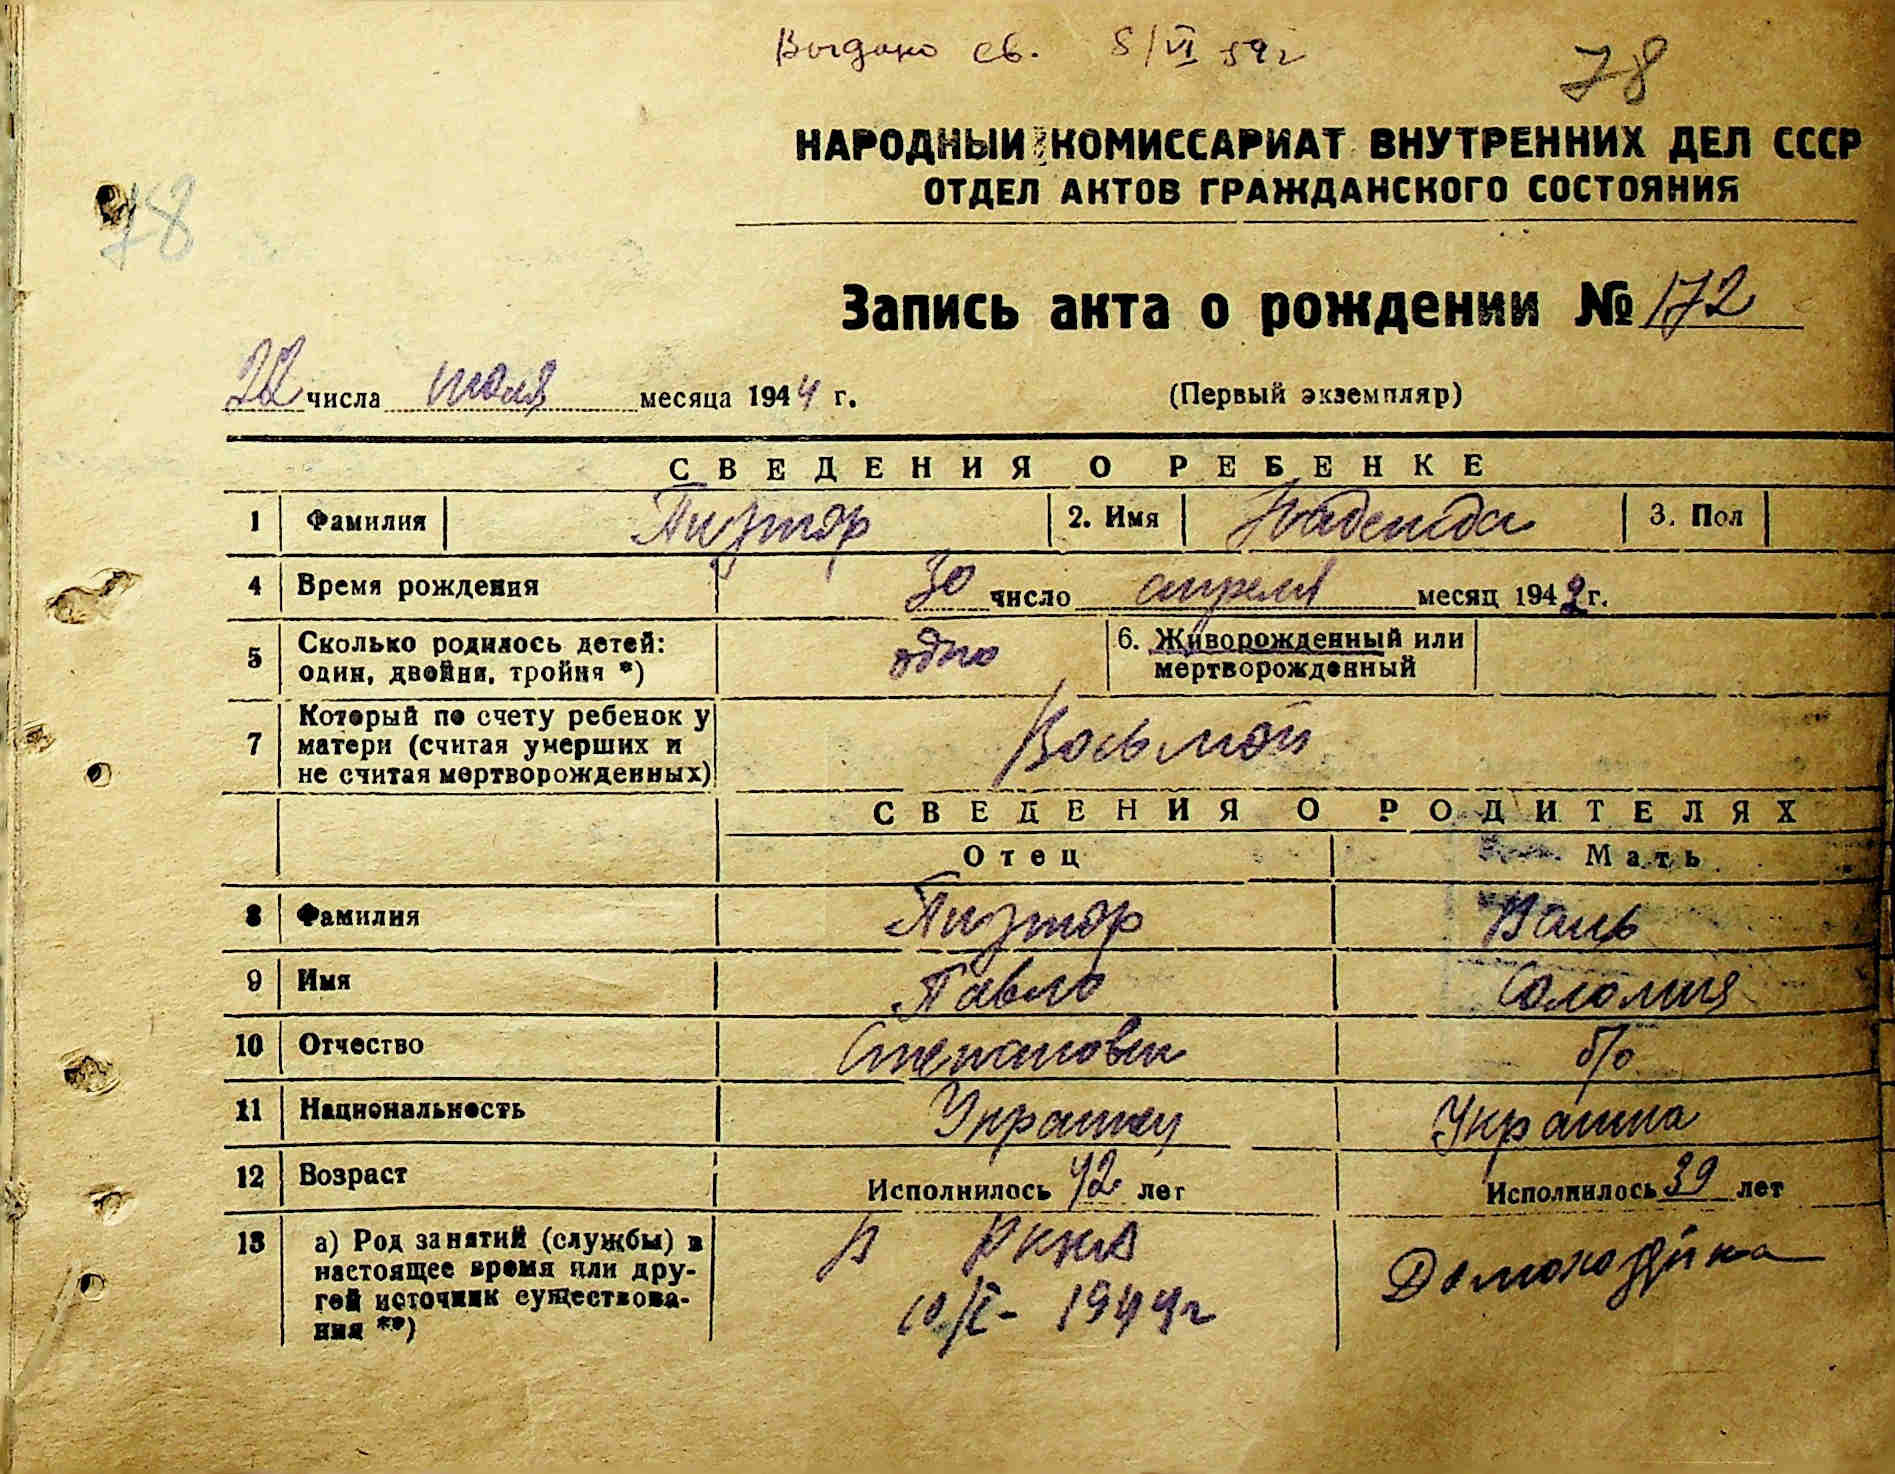 Выдано св. 8/VI 59г
78
78
НАРОДНЫЙ КОМИССАРИАТ ВНУТРЕННИХ ДЕЛ СССР
ОТДЕЛ АКТОВ ГРАЖДАНСКОГО СОСТОЯНИЯ
Запись акта о рождении № 172
22 числа июля месяца 1944 г. (Первый экземпляр)
СВЕДЕНИЯ О РЕБЕНКЕ
1 Фамилия Пизтор 2. Имя Надежда 3. Пол
4 Время рождения 30 число апреля месяц 1942 г.
5 Сколько родилось детей: один, двойня, тройня *) одно 6. Живорожденный или мертворожденный
7 Который по счету ребенок у матери (считая умерших и не считая мертворожденных) Восьмой
СВЕДЕНИЯ О РОДИТЕЛЯХ
Отец Мать
8 Фамилия Пизтор Валь
9 Имя Павло Соломия
10 Отчество Степанович б/о
11 Национальность Украинец Украинка
12 Возраст Исполнилось 42 лет Исполнилось 39 лет
13 а) Род занятий (службы) в настоящее время или другой источник существования **) В РККА Домохозяйка
10/I- 1944г